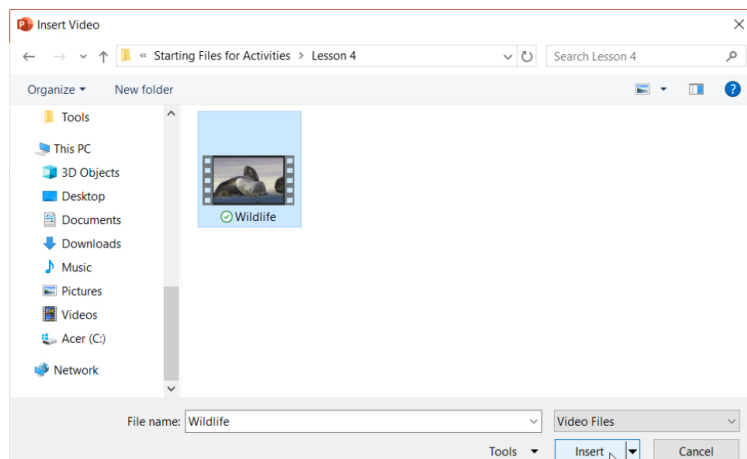 Insert Video
« Starting Files for Activities > Lesson 4
Search Lesson 4
Organize New folder
Tools
This PC
3D Objects
Desktop
Documents
Downloads
Music
Pictures
Videos
Acer (C:)
Network
Wildlife
File name: Wildlife
Video Files
Tools Insert Cancel